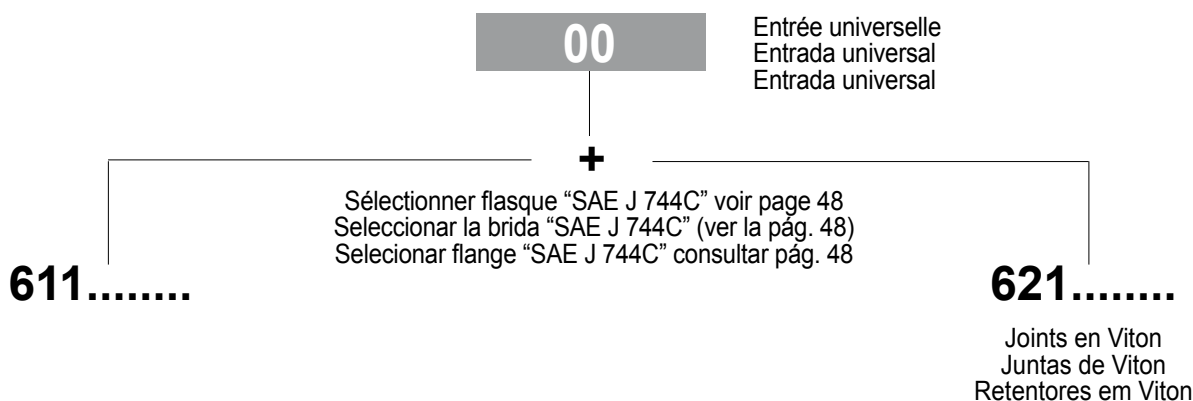 00
Entrée universelle
Entrada universal
Entrada universal
+
Sélectionner flasque “SAE J 744C” voir page 48
Seleccionar la brida “SAE J 744C” (ver la pág. 48)
Selecionar flange “SAE J 744C” consultar pág. 48
611........
621........
Joints en Viton
Juntas de Viton
Retentores em Viton